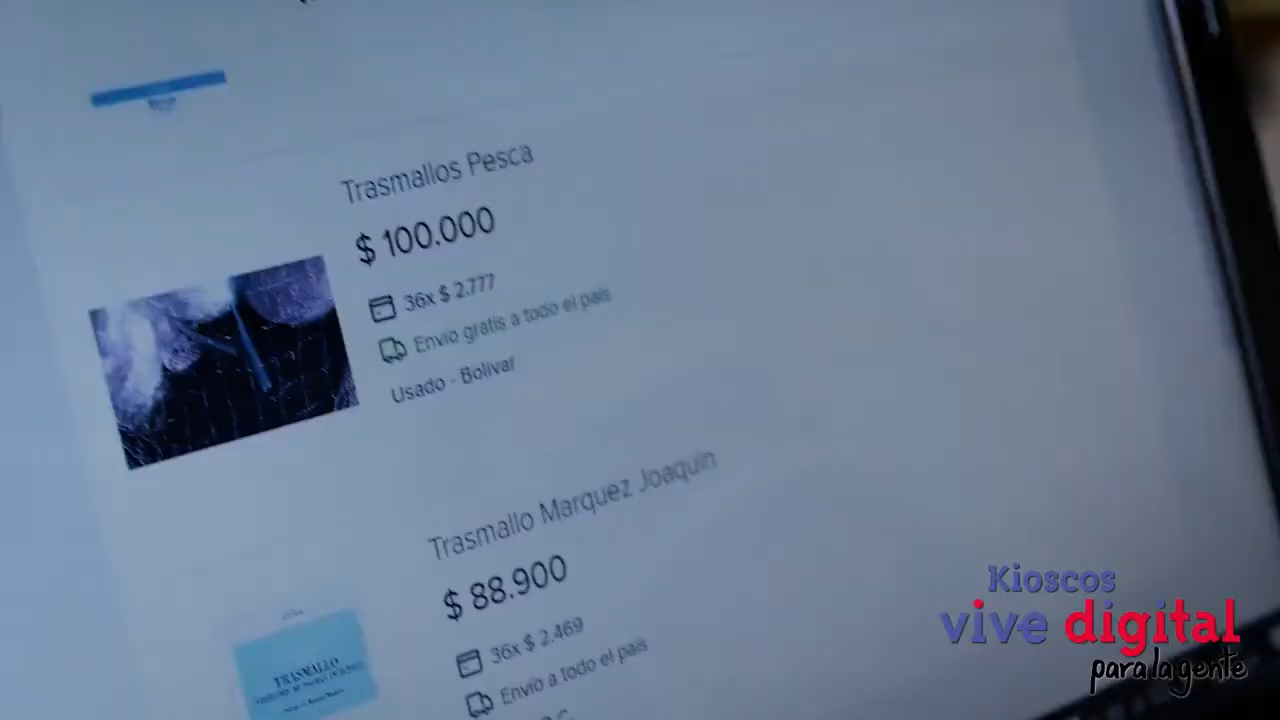 Trasmallos Pesca
$ 100.000
36x $ 2.777
Envío gratis a todo el país
Usado - Bolívar
Trasmallo Marquez Joaquin
$ 88.900
36x $ 2.469
Envío a todo el país
TRASMALLO
Kioscos
vive digital
para la gente